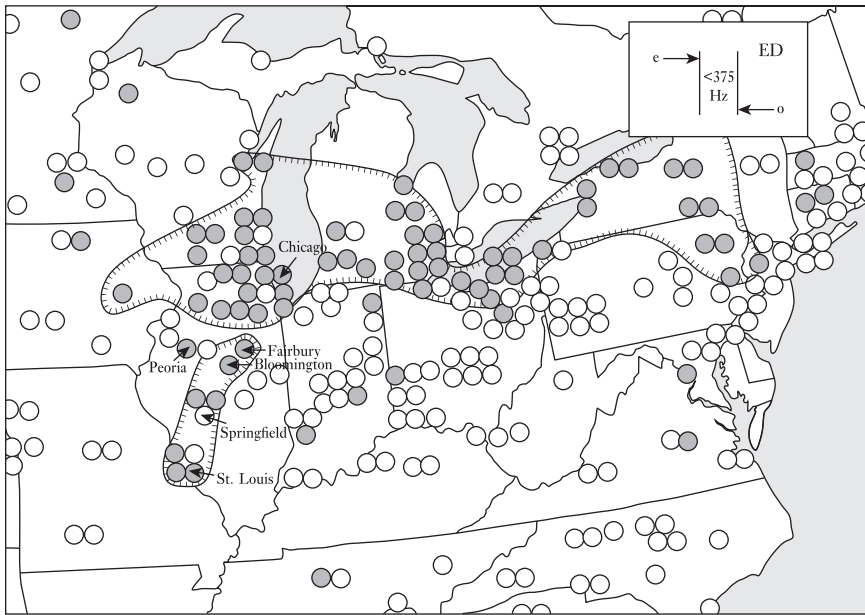 ED
e
<375
Hz
o
Chicago
Fairbury
Peoria
Bloomington
Springfield
St. Louis